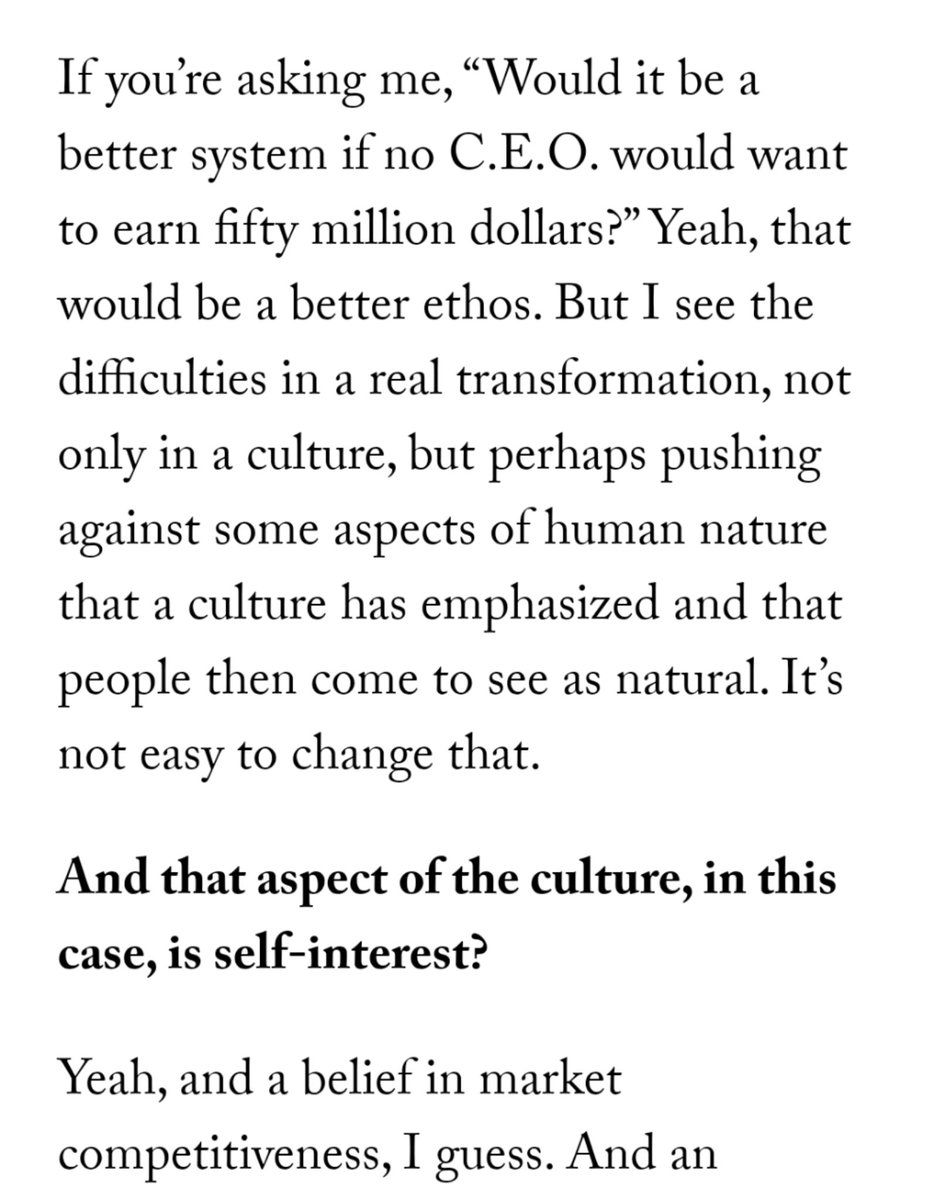 If you’re asking me, “Would it be a
better system if no C.E.O. would want
to earn fifty million dollars?” Yeah, that
would be a better ethos. But I see the
difficulties in a real transformation, not
only in a culture, but perhaps pushing
against some aspects of human nature
that a culture has emphasized and that
people then come to see as natural. It’s
not easy to change that.
And that aspect of the culture, in this
case, is self-interest?
Yeah, and a belief in market
competitiveness, I guess. And an